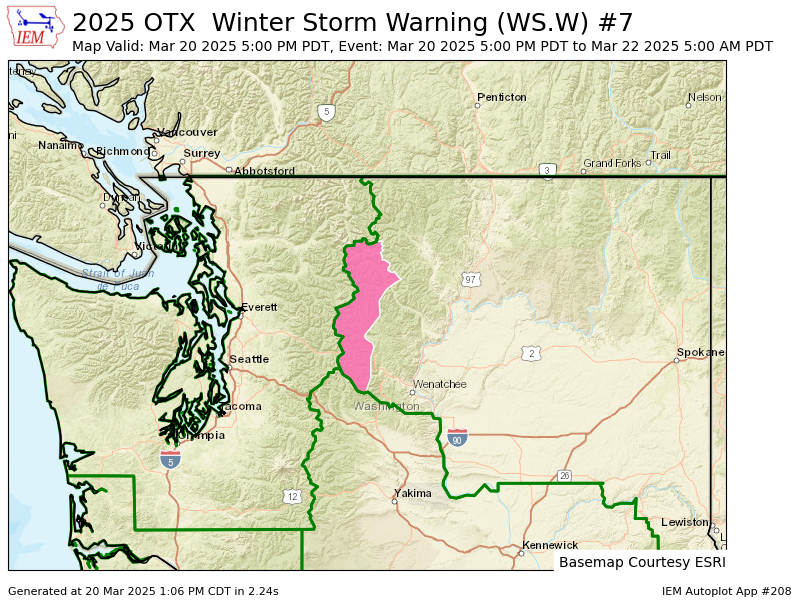 2025 OTX  Winter Storm Warning (WS.W) #7
Map Valid: Mar 20 2025 5:00 PM PDT, Event: Mar 20 2025 5:00 PM PDT to Mar 22 2025 5:00 AM PDT
IEM
tenay
Penticton
Nelson
5
Vancouver
Nanaimo
Richmond
Surrey
Abbotsford
3
Grand Forks
Trail
Duncan
Victoria
Strait of Juan
de Fuca
97
Everett
Seattle
2
Spokane
Wenatchee
Tacoma
Washington
Olympia
5
90
26
12
Yakima
Lewiston
L
Kennewick
Basemap Courtesy ESRI
Generated at 20 Mar 2025 1:06 PM CDT in 2.24s
IEM Autoplot App #208